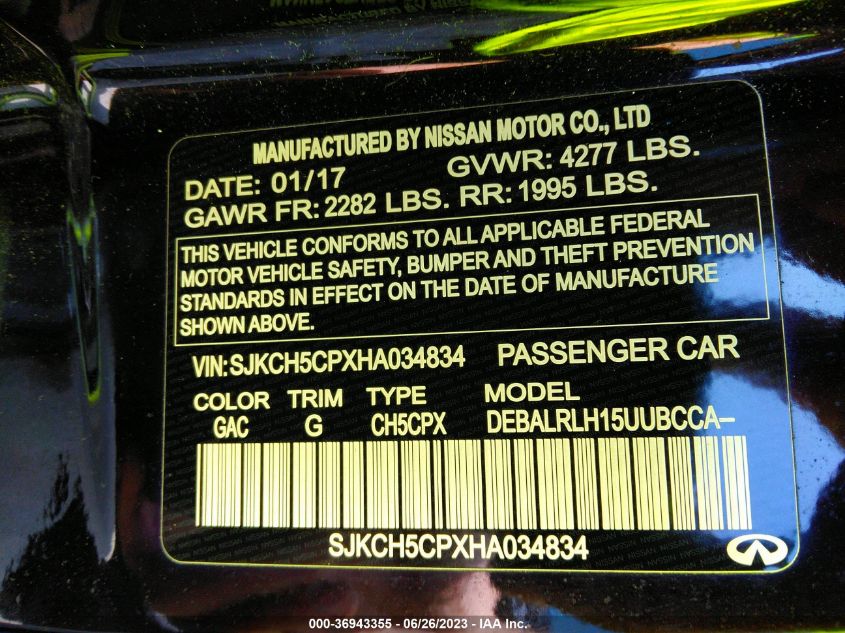 MANUFACTURED BY NISSAN MOTOR CO., LTD
DATE: 01/17 GVWR: 4277 LBS.
GAWR FR: 2282 LBS. RR: 1995 LBS.
THIS VEHICLE CONFORMS TO ALL APPLICABLE FEDERAL
MOTOR VEHICLE SAFETY, BUMPER AND THEFT PREVENTION
STANDARDS IN EFFECT ON THE DATE OF MANUFACTURE
SHOWN ABOVE.
VIN: SJKCH5CPXHA034834 PASSENGER CAR
COLOR TRIM TYPE MODEL
GAC G CH5CPX DEBALRLH15UUBCCA-
SJKCH5CPXHA034834
000-36943355 - 06/26/2023 - IAA Inc.